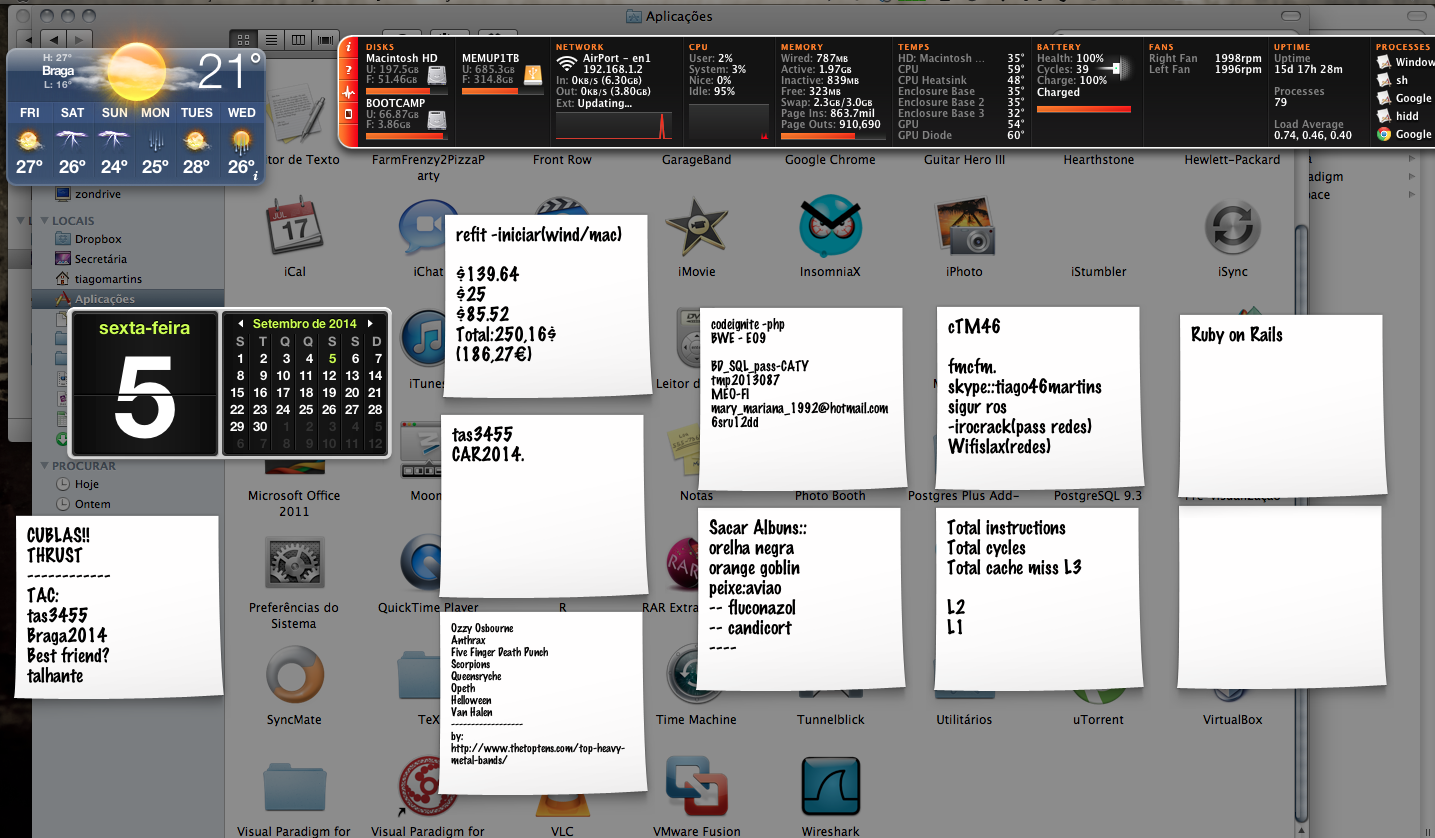 Aplicações
H: 27°
Braga
L: 16°
21°
FRI SAT SUN MON TUES WED
27° 26° 24° 25° 28° 26°
DISKS
Macintosh HD
U: 197.5GB
F: 51.46GB
BOOTCAMP
U: 66.87GB
F: 3.86GB
MEMUP1TB
U: 685.3GB
F: 314.8GB
NETWORK
AirPort - en1
192.168.1.2
In: 0KB/S (6.30GB)
Out: 0KB/S (3.80GB)
Ext: Updating...
CPU
User: 2%
System: 3%
Nice: 0%
Idle: 95%
MEMORY
Wired: 787MB
Active: 1.97GB
Inactive: 839MB
Free: 323MB
Swap: 2.3GB/3.0GB
Page Ins: 863.7mil
Page Outs: 910,690
TEMPS
HD: Macintosh ... 35°
CPU 59°
CPU Heatsink 48°
Enclosure Base 35°
Enclosure Base 2 35°
Enclosure Base 3 32°
GPU 54°
GPU Diode 60°
BATTERY
Health: 100%
Cycles: 39
Charge: 100%
Charged
FANS
Right Fan 1998rpm
Left Fan 1996rpm
UPTIME
Uptime
15d 17h 28m
Processes
79
Load Average
0.74, 0.46, 0.40
PROCESSES
Window
sh
Google
hidd
Google
itor de Texto
FarmFrenzy2PizzaP
arty
Front Row
GarageBand
Google Chrome
Guitar Hero III
Hearthstone
Hewlett-Packard
adigm
pace
zondrive
LOCAIS
Dropbox
Secretária
tiagomartins
Aplicações
PROCURAR
Hoje
Ontem
JUL
17
iCal
iChat
iMovie
InsomniaX
iPhoto
iStumbler
iSync
refit -iniciar(wind/mac)
$139.64
$25
$85.52
Total:250,16$
(186,27€)
sexta-feira
5
Setembro de 2014
S T Q Q S S D
1 2 3 4 5 6 7
8 9 10 11 12 13 14
15 16 17 18 19 20 21
22 23 24 25 26 27 28
29 30 1 2 3 4 5
6 7 8 9 10 11 12
iTunes
Leitor de
codeignite -php
BWE - E09
BD_SQL_pass-CATY
tmp2013087
MEO-FI
mary_mariana_1992@hotmail.com
6sru12dd
cTM46
fmcfm.
skype::tiago46martins
sigur ros
-irocrack(pass redes)
Wifislax(redes)
Ruby on Rails
tas3455
CAR2014.
Microsoft Office
2011
Moon
Notas
Photo Booth
Postgres Plus Add-
PostgreSQL 9.3
CUBLAS!!
THRUST
------------
TAC:
tas3455
Braga2014
Best friend?
talhante
Sacar Albuns::
orelha negra
orange goblin
peixe:aviao
-- fluconazol
-- candicort
----
Total instructions
Total cycles
Total cache miss L3
L2
L1
Preferências do
Sistema
QuickTime Player
R
RAR
RAR Extra
Ozzy Osbourne
Anthrax
Five Finger Death Punch
Scorpions
Queensryche
Opeth
Helloween
Van Halen
------------------
by:
http://www.thetoptens.com/top-heavy-
metal-bands/
SyncMate
TeX
Time Machine
Tunnelblick
Utilitários
uTorrent
VirtualBox
Visual Paradigm for
Visual Paradigm for
VLC
VMware Fusion
Wireshark